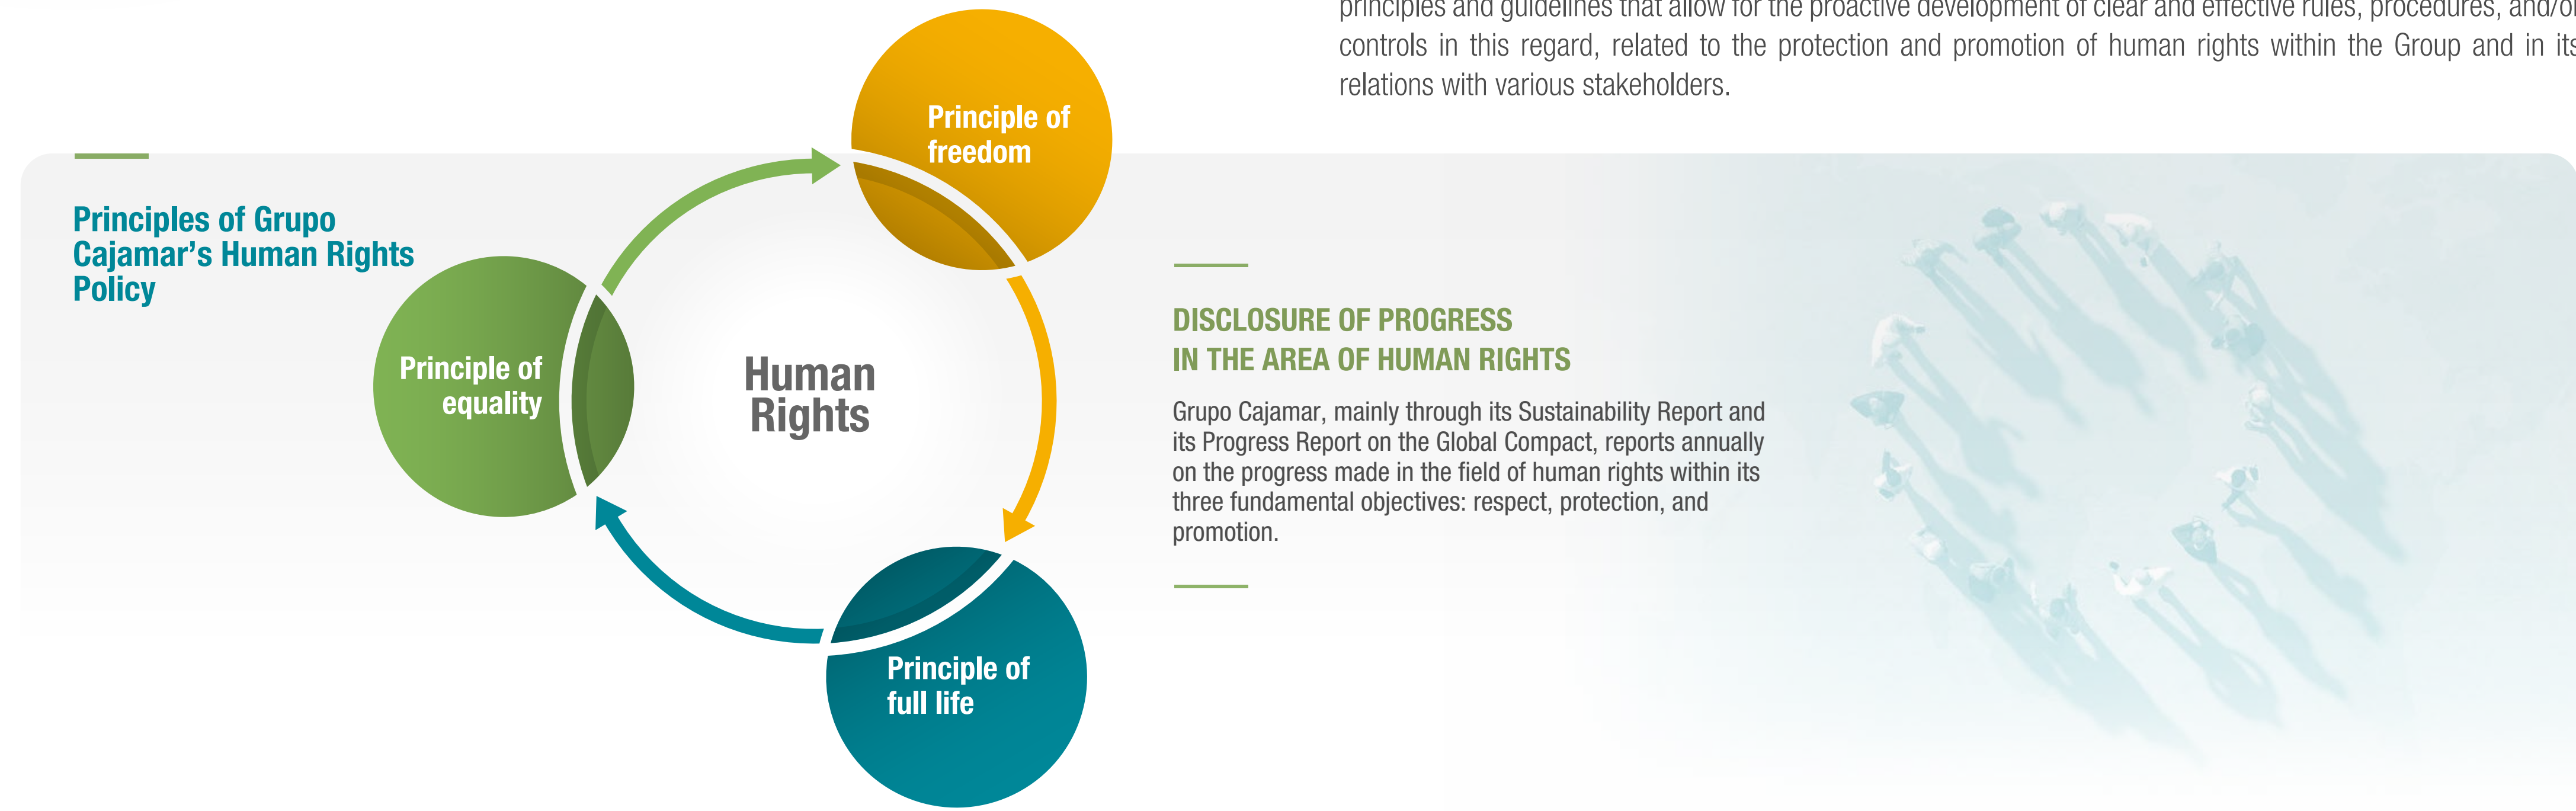 principles and guidelines that allow for the proactive development of clear and effective rules, procedures, and/or
controls in this regard, related to the protection and promotion of human rights within the Group and in its
relations with various stakeholders.
Principles of Grupo
Cajamar’s Human Rights
Policy
Principle of
freedom
Principle of
equality
Human
Rights
Principle of
full life
DISCLOSURE OF PROGRESS
IN THE AREA OF HUMAN RIGHTS
Grupo Cajamar, mainly through its Sustainability Report and
its Progress Report on the Global Compact, reports annually
on the progress made in the field of human rights within its
three fundamental objectives: respect, protection, and
promotion.